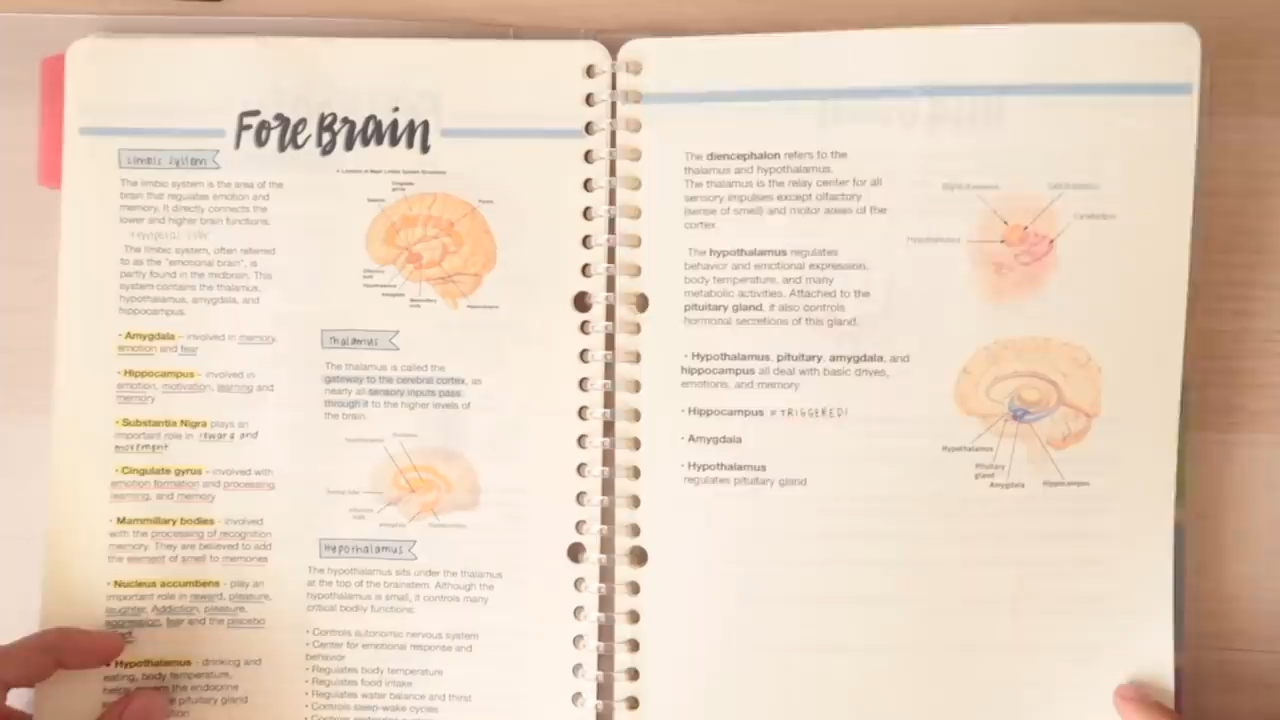 ForeBrain
Limbic System
The limbic system is the area of the
brain that regulates emotion and
memory. It directly connects the
lower and higher brain functions.
The limbic system, often referred
to as the "emotional brain", is
partly found in the midbrain. This
system contains the thalamus,
hypothalamus, amygdala, and
hippocampus.
• Amygdala – involved in memory,
emotion and fear
• Hippocampus – involved in
emotion, motivation, learning and
memory
• Substantia Nigra plays an
important role in reward and
movement
• Cingulate gyrus - involved with
emotion formation and processing,
learning, and memory
• Mammillary bodies - involved
with the processing of recognition
memory. They are believed to add
the element of smell to memories
• Nucleus accumbens - play an
important role in reward, pleasure,
laughter, Addiction, pleasure,
aggression, fear and the placebo
• Hypothalamus - drinking and
eating, body temperature,
the endocrine
pituitary gland
Thalamus
The thalamus is called the
gateway to the cerebral cortex, as
nearly all sensory inputs pass
through it to the higher levels of
the brain.
Hypothalamus
The hypothalamus sits under the thalamus
at the top of the brainstem. Although the
hypothalamus is small, it controls many
critical bodily functions:
• Controls autonomic nervous system
• Center for emotional response and
behavior
• Regulates body temperature
• Regulates food intake
• Regulates water balance and thirst
• Controls sleep-wake cycles
The diencephalon refers to the
thalamus and hypothalamus.
The thalamus is the relay center for all
sensory impulses except olfactory
(sense of smell) and motor areas of the
cortex.
The hypothalamus regulates
behavior and emotional expression,
body temperature, and many
metabolic activities. Attached to the
pituitary gland, it also controls
hormonal secretions of this gland.
• Hypothalamus, pituitary, amygdala, and
hippocampus all deal with basic drives,
emotions, and memory
• Hippocampus = TRIGGERED!
• Amygdala
• Hypothalamus
regulates pituitary gland
Hypothalamus
Pituitary
gland
Amygdala
Hippocampus